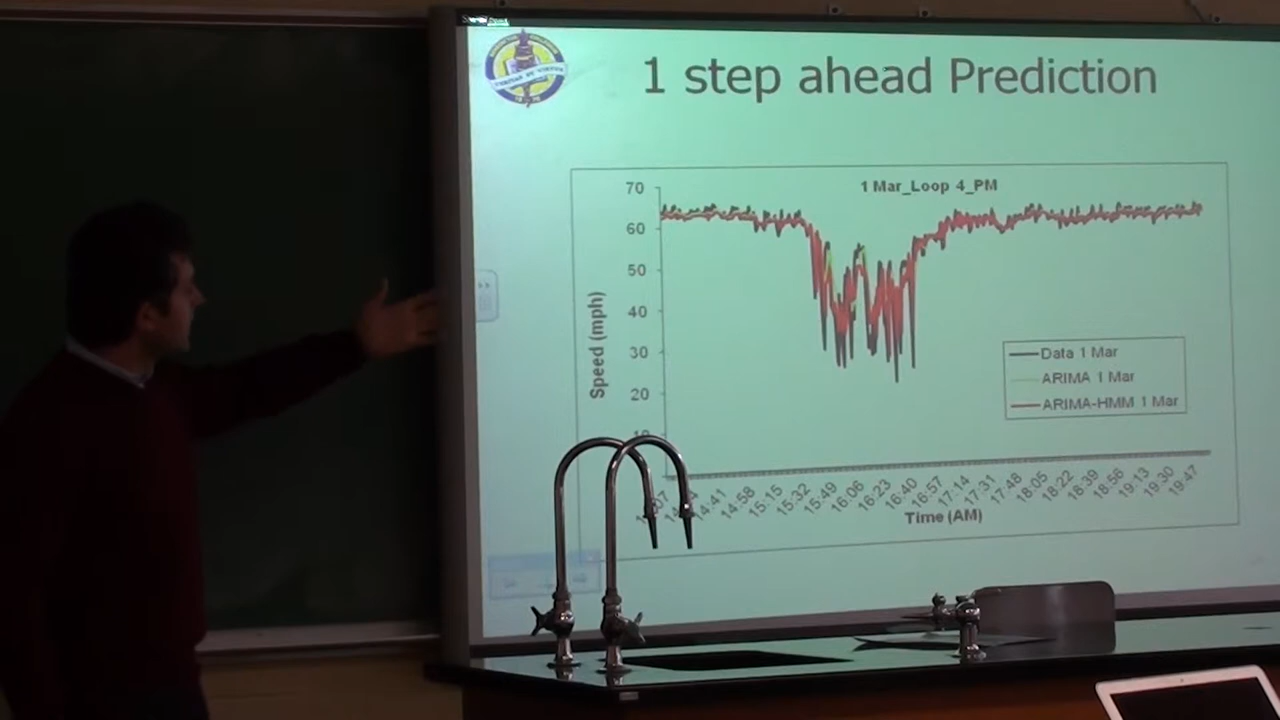 1 step ahead Prediction
1 Mar_Loop 4_PM
70
60
50
40
30
20
Speed (mph)
Data 1 Mar
ARIMA 1 Mar
ARIMA-HMM 1 Mar
14:41 14:58 15:15 15:32 15:49 16:06 16:23 16:40 16:57 17:14 17:31 17:48 18:05 18:22 18:39 18:56 19:13 19:30 19:47
Time (AM)